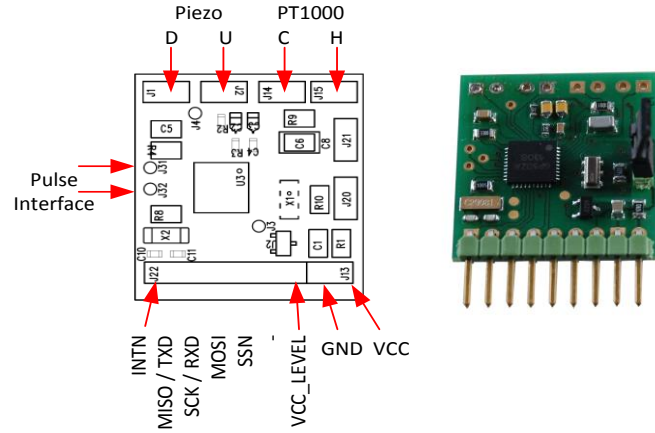 Piezo PT1000
D U C H
J1 J2 J14 J15
J4 R2 R9
C5 C6 C8 J21
R3 C4
J31
U3
Pulse
Interface
J32
X1 R10 J20
R8 J3
X2 C1 R1
C10 C11
J22 J13
INTN
MISO / TXD
SCK / RXD
MOSI
SSN
-
VCC_LEVEL
GND VCC